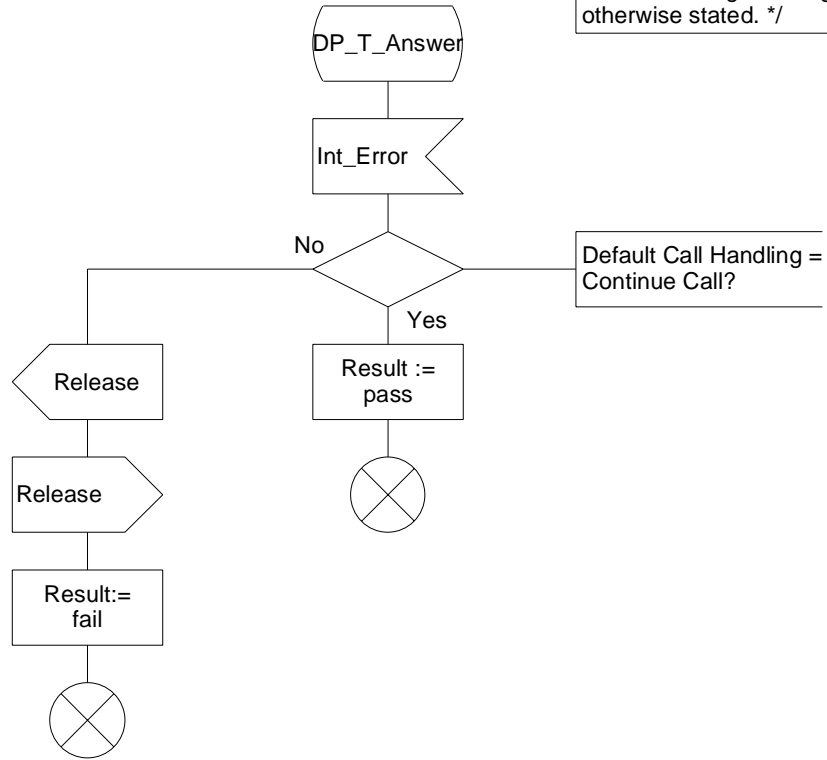 otherwise stated. */
DP_T_Answer
Int_Error
No
Default Call Handling =
Continue Call?
Yes
Release
Result :=
pass
Release
Result:=
fail